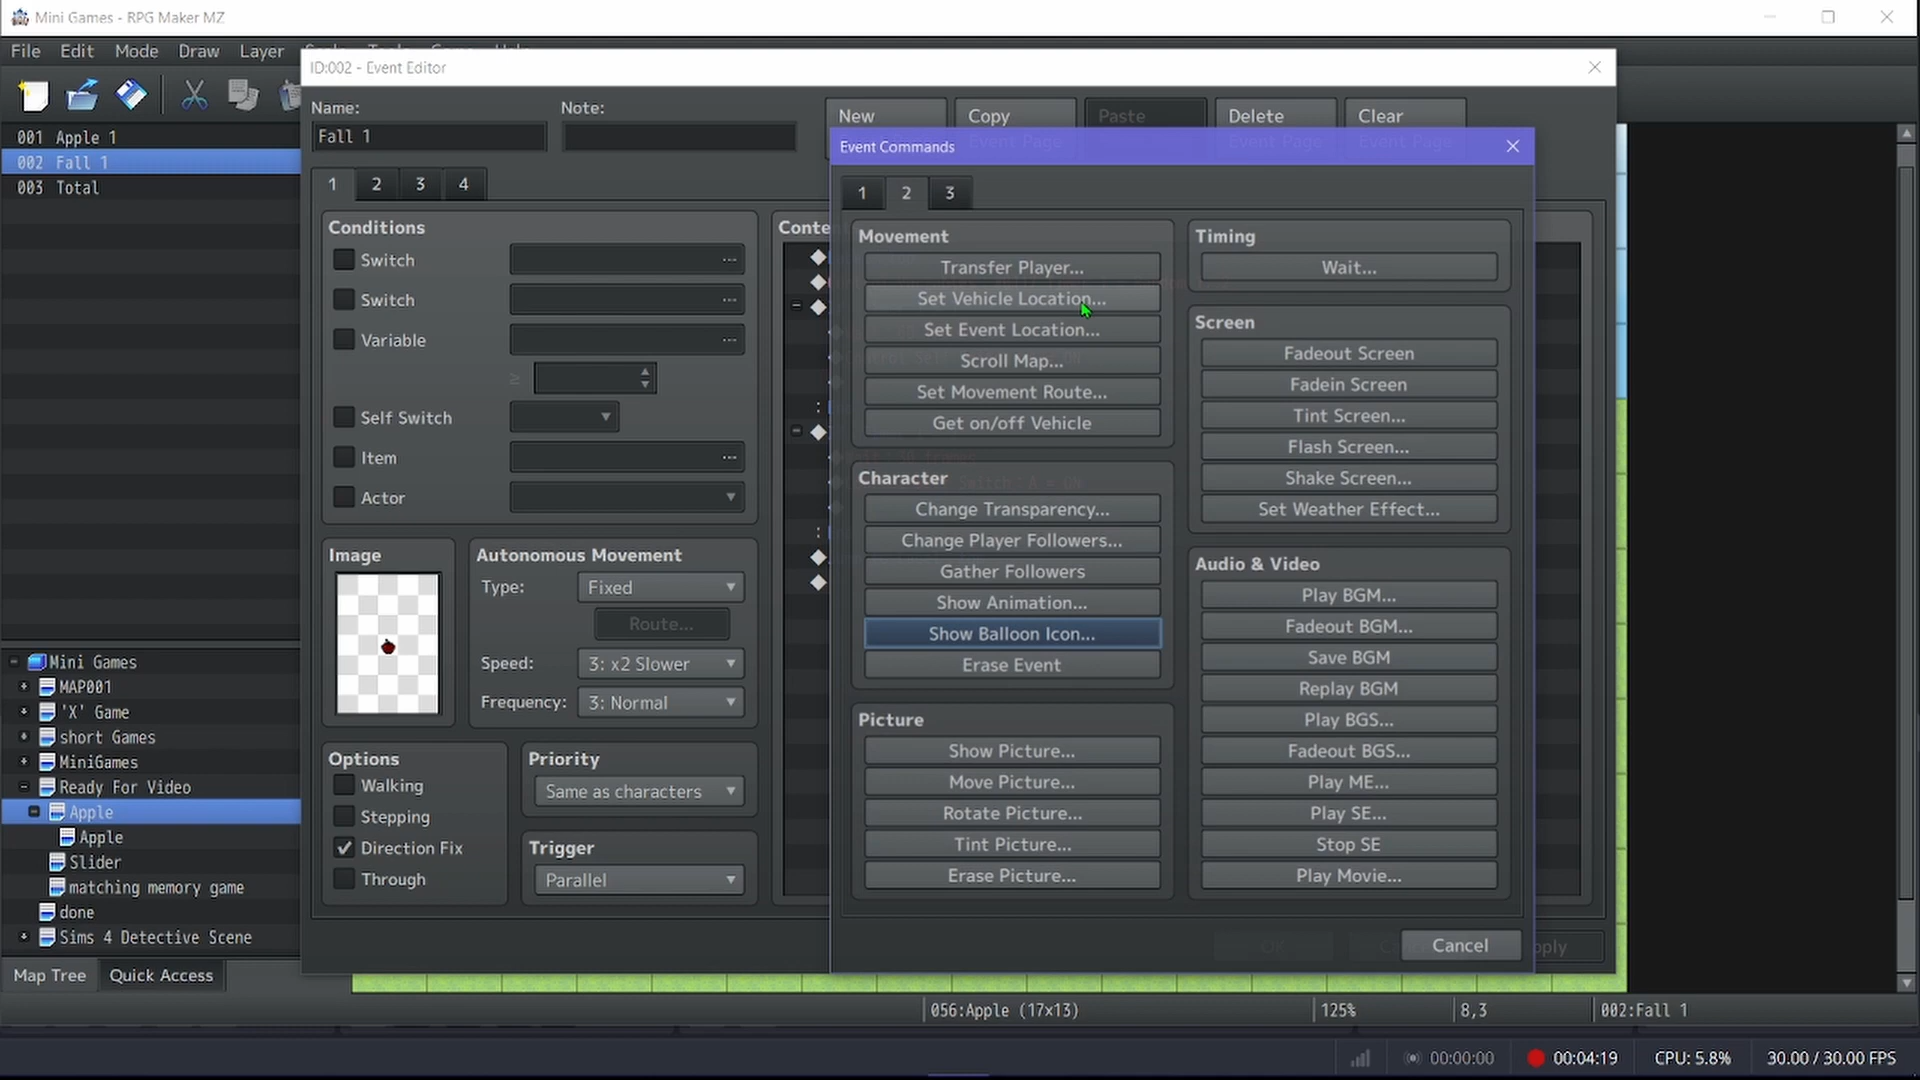 Mini Games - RPG Maker MZ
File Edit Mode Draw Layer
ID:002 - Event Editor
Name:
Note:
Fall 1
New
Copy
Paste
Delete
Clear
Event Page
Event Page
Event Page
001 Apple 1
002 Fall 1
003 Total
Event Commands
1 2 3 4
1 2 3
Conditions
Switch ...
Switch ...
Variable ...
≥
Self Switch
Item ...
Actor
Image
Autonomous Movement
Type: Fixed
Route...
Speed: 3: x2 Slower
Frequency: 3: Normal
Options
Walking
Stepping
Direction Fix
Through
Priority
Same as characters
Trigger
Parallel
Conte
Movement
Transfer Player...
Set Vehicle Location...
Set Event Location...
Scroll Map...
Set Movement Route...
Get on/off Vehicle
Character
Change Transparency...
Change Player Followers...
Gather Followers
Show Animation...
Show Balloon Icon...
Erase Event
Picture
Show Picture...
Move Picture...
Rotate Picture...
Tint Picture...
Erase Picture...
Timing
Wait...
Screen
Fadeout Screen
Fadein Screen
Tint Screen...
Flash Screen...
Shake Screen...
Set Weather Effect...
Audio & Video
Play BGM...
Fadeout BGM...
Save BGM
Replay BGM
Play BGS...
Fadeout BGS...
Play ME...
Play SE...
Stop SE
Play Movie...
OK
Cancel
pply
Mini Games
MAP001
'X' Game
short Games
MiniGames
Ready For Video
Apple
Apple
Slider
matching memory game
done
Sims 4 Detective Scene
Map Tree
Quick Access
056:Apple (17x13)
125%
8,3
002:Fall 1
00:00:00
00:04:19
CPU: 5.8%
30.00 / 30.00 FPS